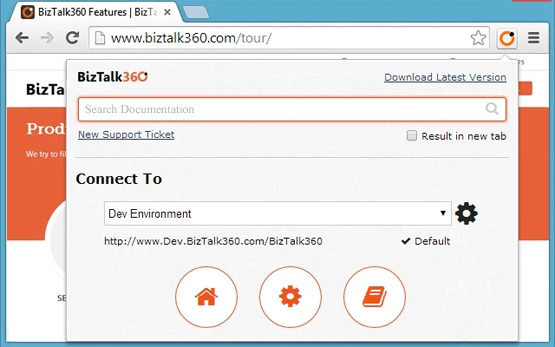 BizTalk360 Features | BizTa
www.biztalk360.com/tour/
BizTa
BizTalk360
Download Latest Version
Search Documentation
New Support Ticket
Result in new tab
Prod
We try to fil
Connect To
Dev Environment
http://www.Dev.BizTalk360.com/BizTalk360
Default
SE